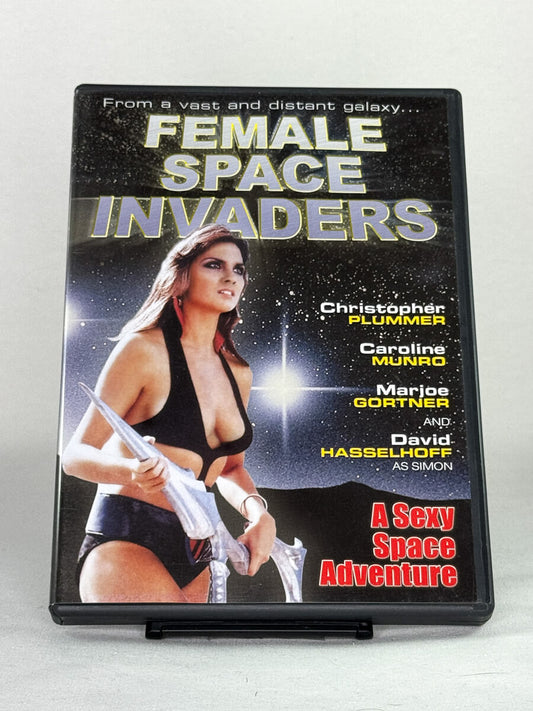 From a vast and distant galaxy...
FEMALE
SPACE
INVADERS
Christopher
PLUMMER
Caroline
MUNRO
Marjoe
GORTNER
AND
David
HASSELHOFF
AS SIMON
A Sexy
Space
Adventure